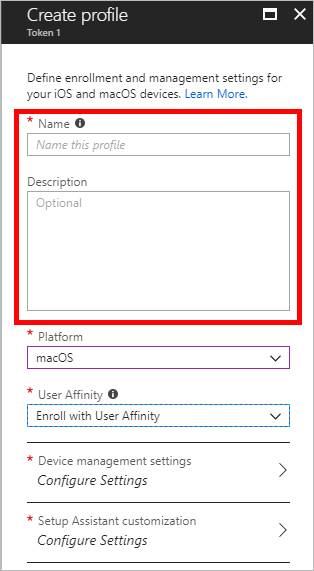 Create profile
Token 1
Define enrollment and management settings for
your iOS and macOS devices. Learn More.
* Name
Name this profile
Description
Optional
* Platform
macOS
* User Affinity
Enroll with User Affinity
* Device management settings
Configure Settings
* Setup Assistant customization
Configure Settings